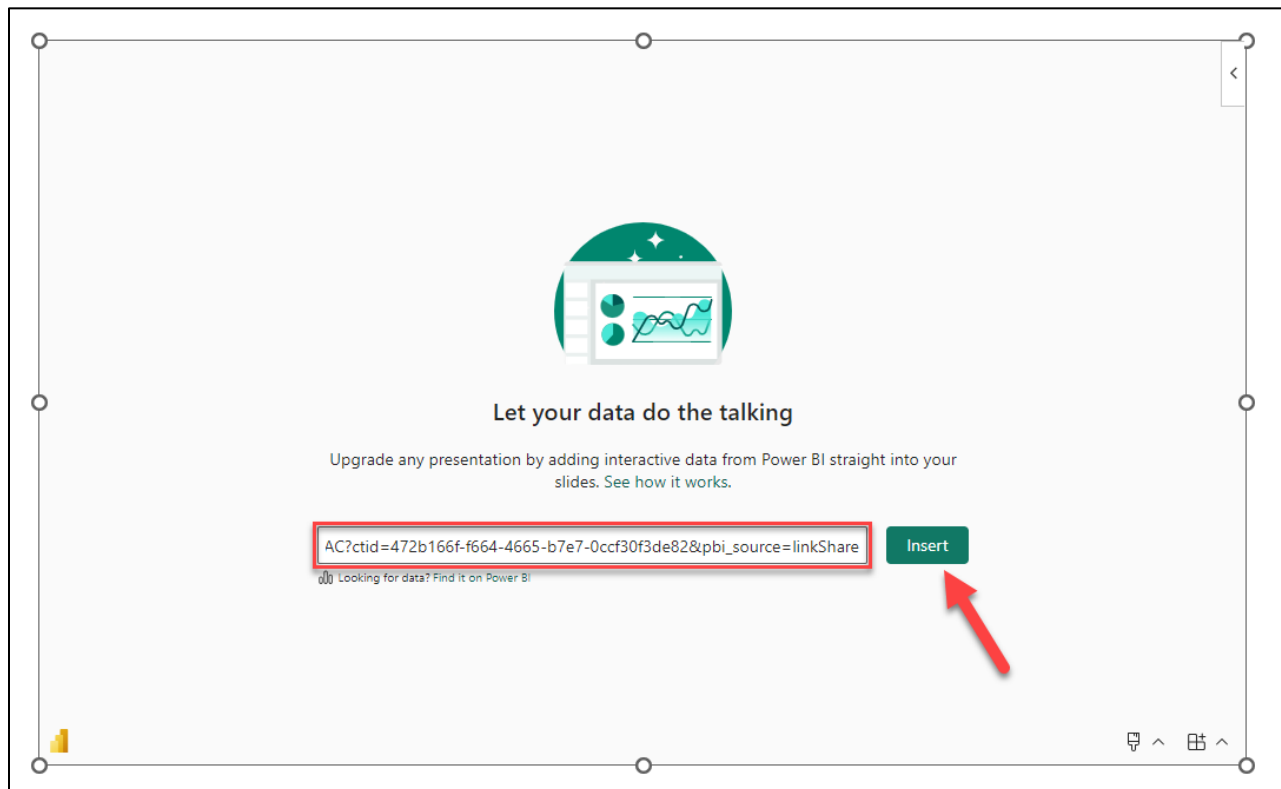 Let your data do the talking
Upgrade any presentation by adding interactive data from Power BI straight into your
slides. See how it works.
AC?ctid=472b166f-f664-4665-b7e7-0ccf30f3de82&pbi_source=linkShare
Insert
Looking for data? Find it on Power BI